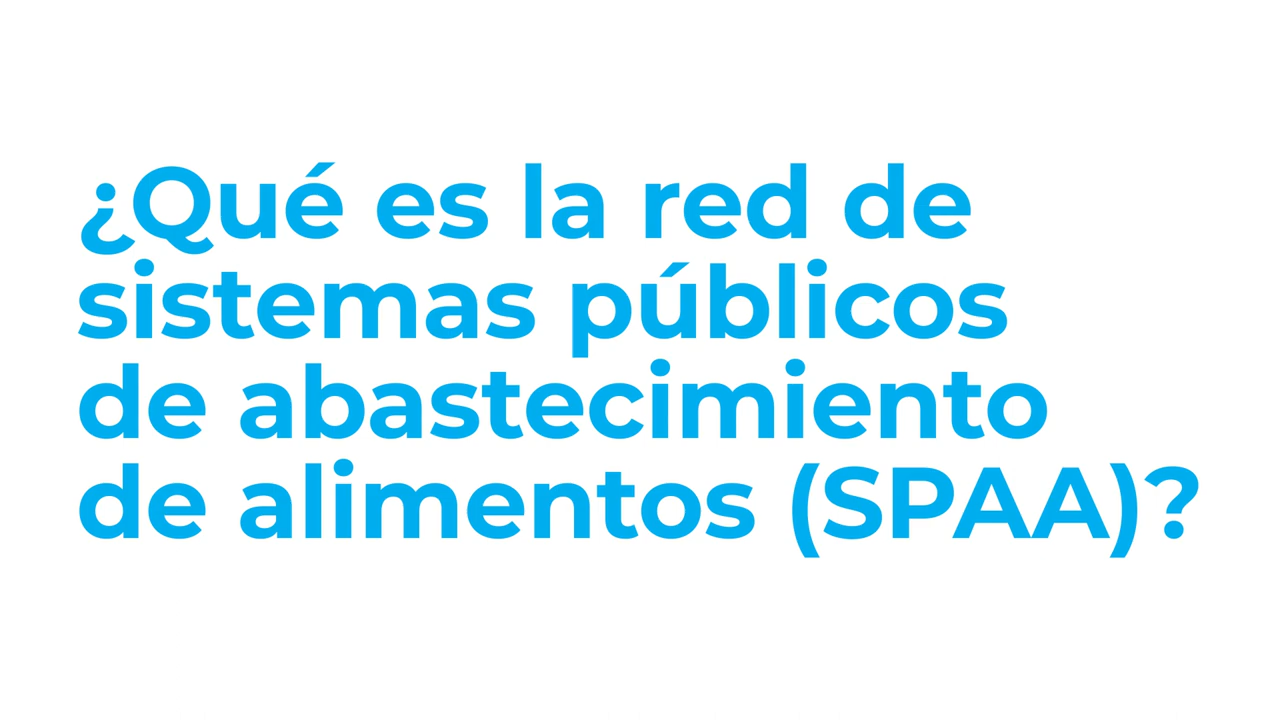 ¿Qué es la red de
sistemas públicos
de abastecimiento
de alimentos (SPAA)?